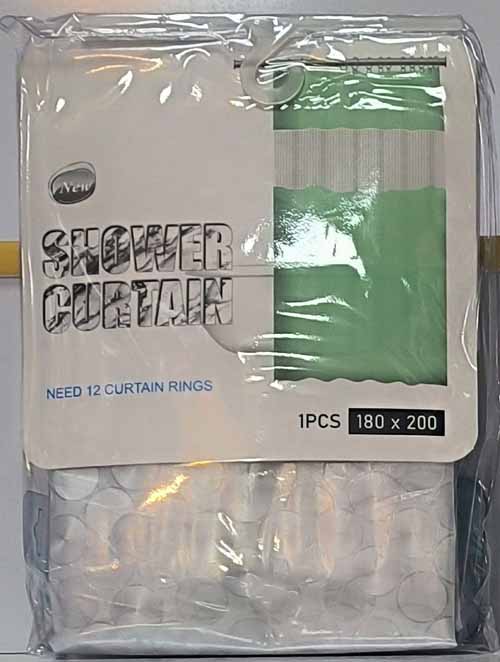 New
SHOWER
CURTAIN
NEED 12 CURTAIN RINGS
1PCS 180 x 200